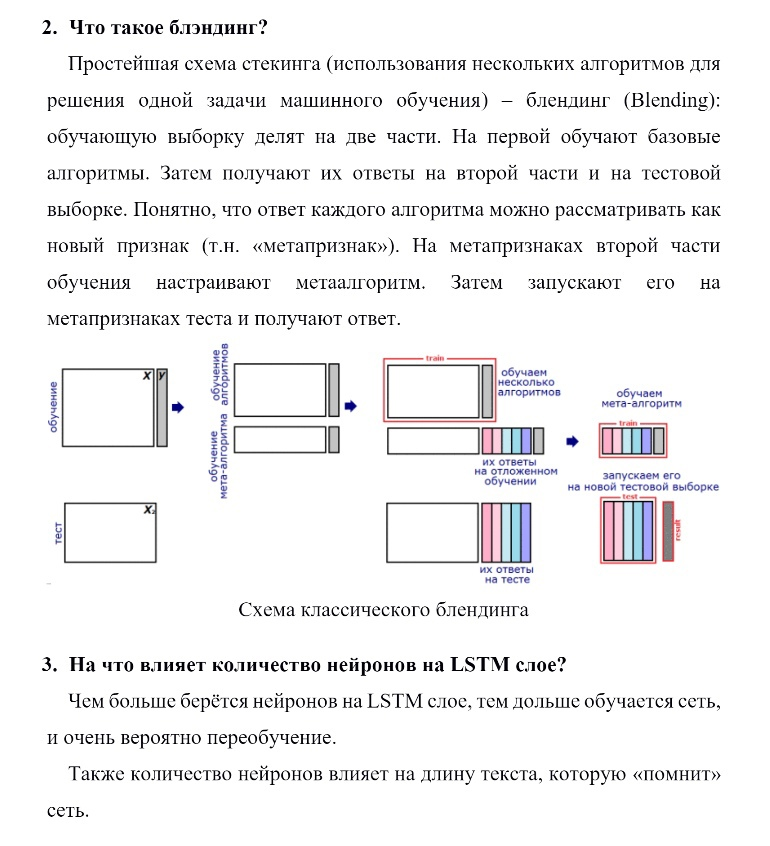 2. Что такое блэндинг?
Простейшая схема стекинга (использования нескольких алгоритмов для
решения одной задачи машинного обучения) – блендинг (Blending):
обучающую выборку делят на две части. На первой обучают базовые
алгоритмы. Затем получают их ответы на второй части и на тестовой
выборке. Понятно, что ответ каждого алгоритма можно рассматривать как
новый признак (т.н. «метапризнак»). На метапризнаках второй части
обучения настраивают метаалгоритм. Затем запускают его на
метапризнаках теста и получают ответ.
обучение
X y
тест
X₂
обучение
алгоритмов
обучение
мета-алгоритма
train
обучаем
несколько
алгоритмов
их ответы
на отложенном
обучении
их ответы
на тесте
обучаем
мета-алгоритм
train
запускаем его
на новой тестовой выборке
test
result
Схема классического блендинга
3. На что влияет количество нейронов на LSTM слое?
Чем больше берётся нейронов на LSTM слое, тем дольше обучается сеть,
и очень вероятно переобучение.
Также количество нейронов влияет на длину текста, которую «помнит»
сеть.